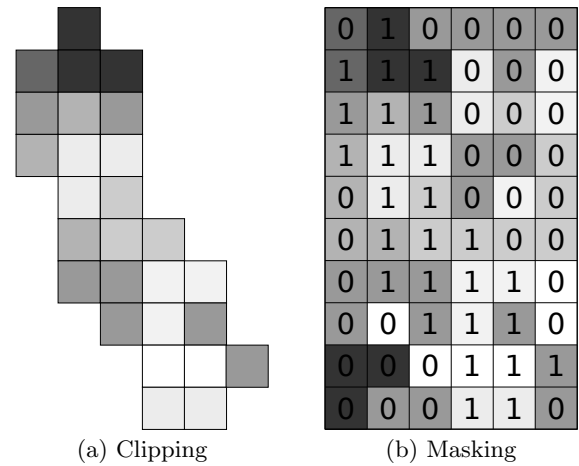 0 1 0 0 0 0
1 1 1 0 0 0
1 1 1 0 0 0
1 1 1 0 0 0
0 1 1 0 0 0
0 1 1 1 0 0
0 1 1 1 1 0
0 0 1 1 1 0
0 0 0 1 1 1
0 0 0 1 1 0
(a) Clipping
(b) Masking